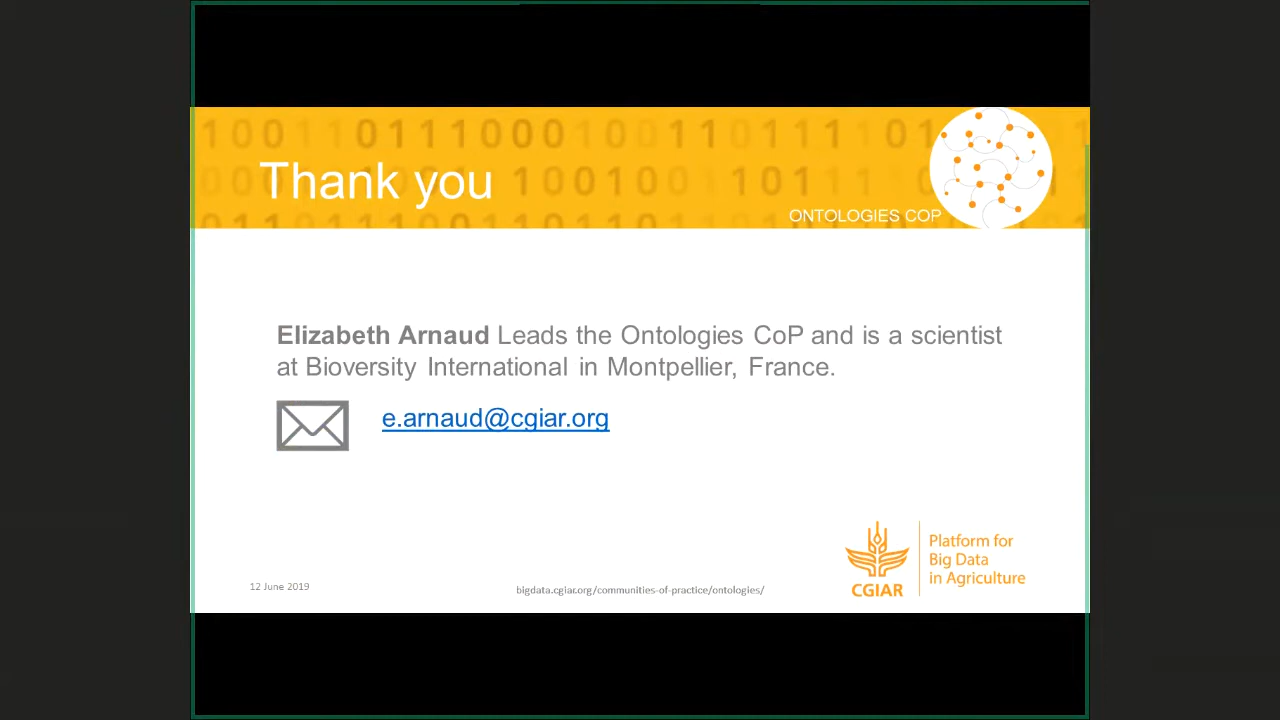 Thank you
ONTOLOGIES COP
Elizabeth Arnaud Leads the Ontologies CoP and is a scientist
at Bioversity International in Montpellier, France.
e.arnaud@cgiar.org
Platform for
Big Data
in Agriculture
CGIAR
12 June 2019
bigdata.cgiar.org/communities-of-practice/ontologies/